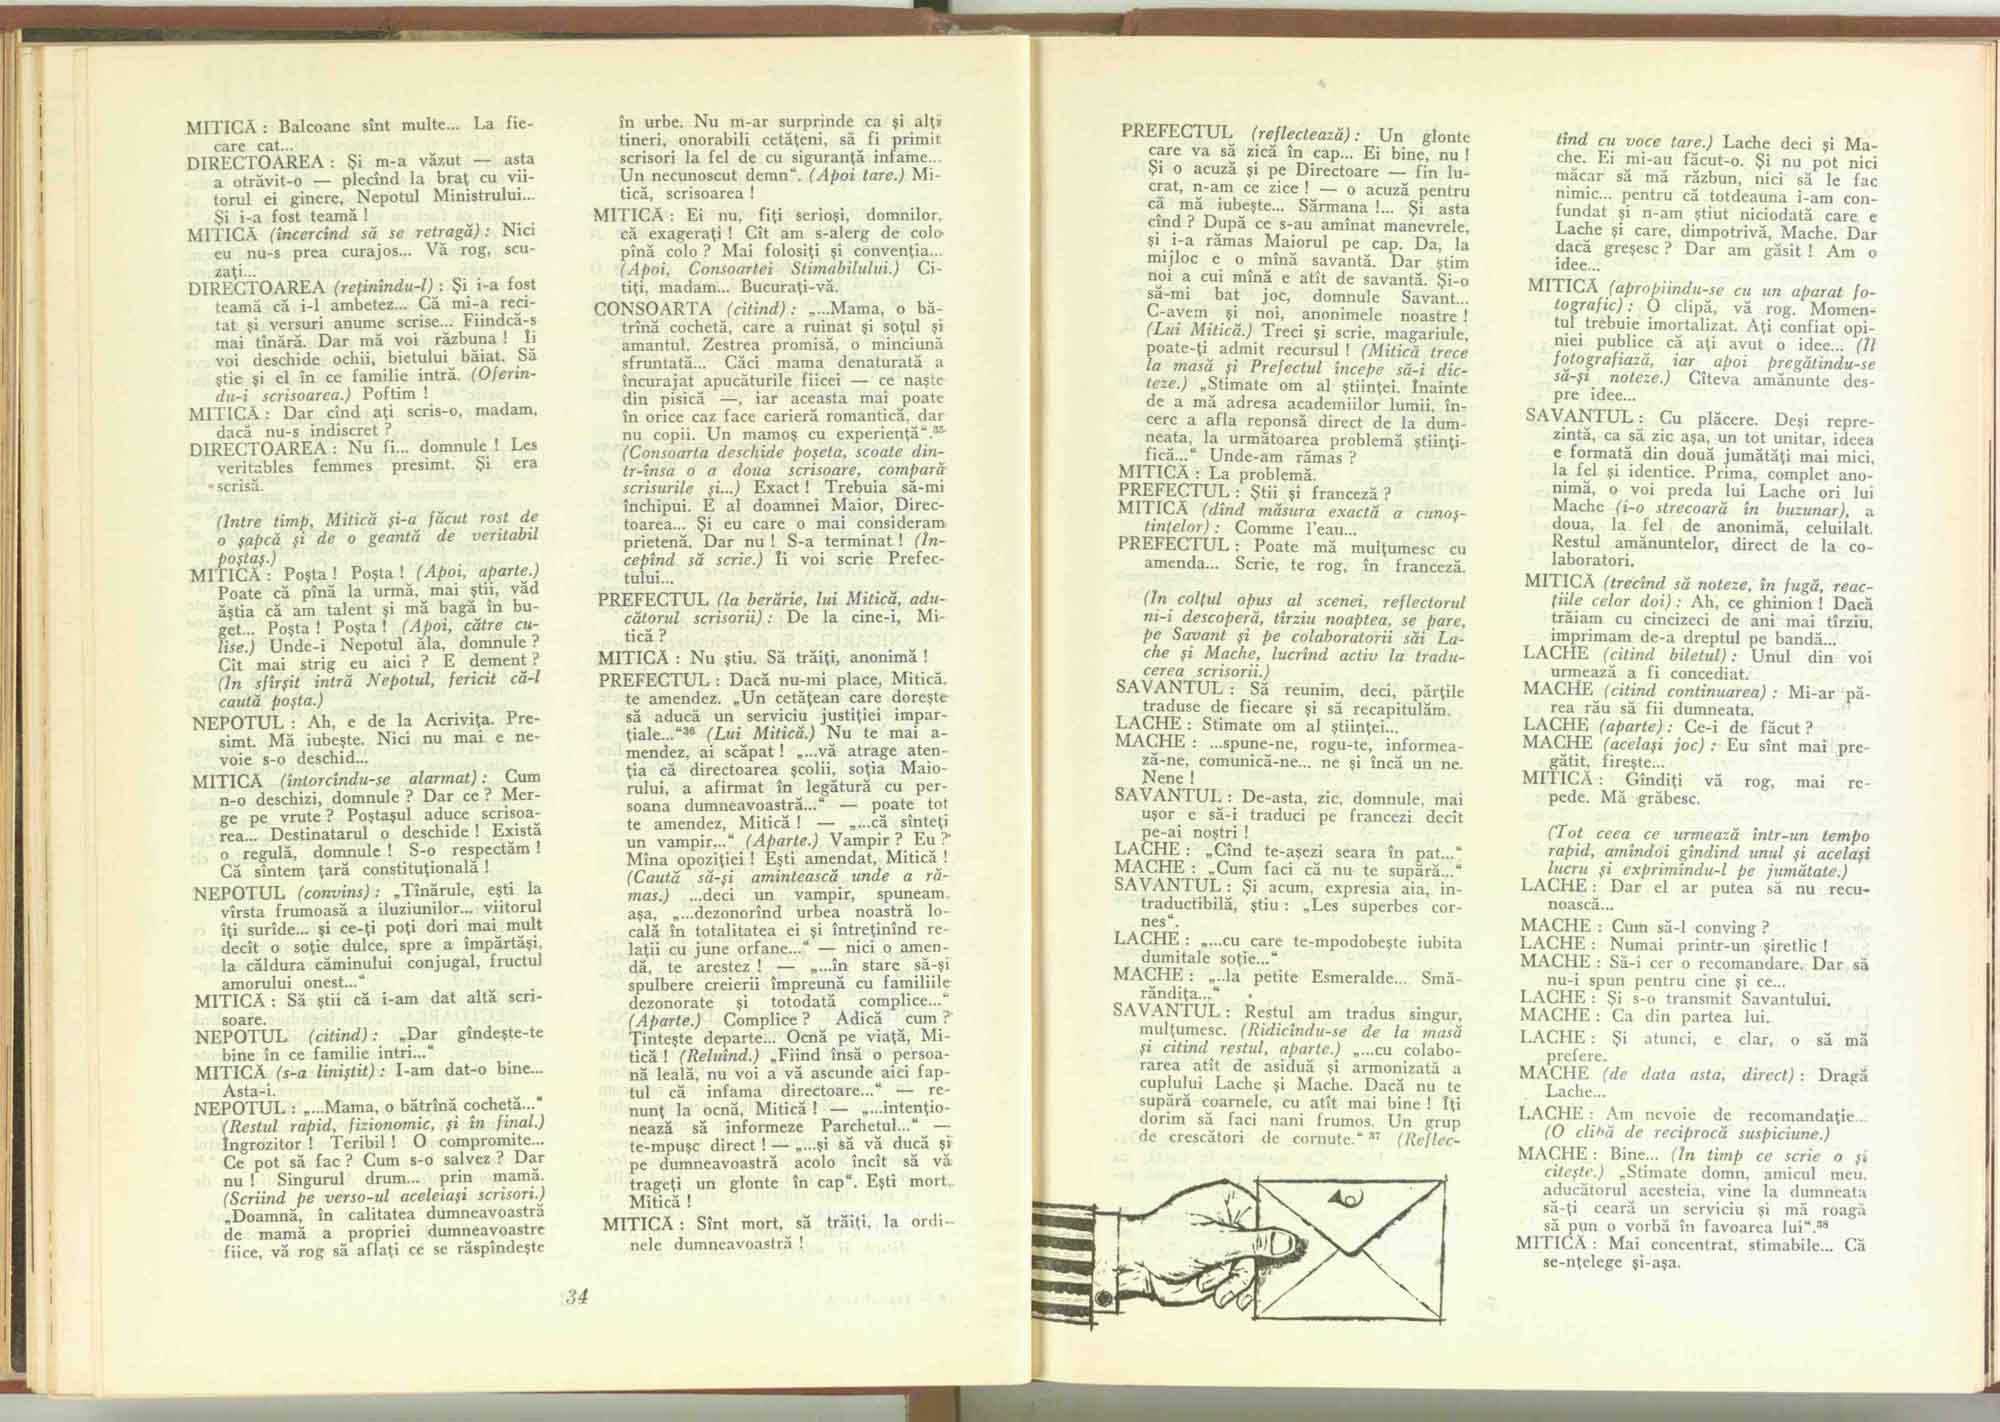 MITICĂ : Balcoane sînt multe... La fie-
care cat...
DIRECTOAREA : Şi m-a văzut — asta
a otrăvit-o — plecînd la braţ cu vii-
torul ei ginere, Nepotul Ministrului...
Şi i-a fost teamă !
MITICĂ (încercînd să se retragă) : Nici
eu nu-s prea curajos... Vă rog, scu-
zaţi...
DIRECTOAREA (reţinîndu-l) : Şi i-a fost
teamă că i-l ambetez... Că mi-a reci-
tat şi versuri anume scrise... Fiindcă-s
mai tînără. Dar mă voi răzbuna ! Îi
voi deschide ochii, bietului băiat. Să
ştie şi el în ce familie intră. (Oferin-
du-i scrisoarea.) Poftim !
MITICĂ : Dar cînd aţi scris-o, madam,
dacă nu-s indiscret ?
DIRECTOAREA : Nu fi... domnule ! Les
veritables femmes presimt. Şi era
scrisă.
(Între timp, Mitică şi-a făcut rost de
o şapcă şi de o geantă de veritabil
poştaş.)
MITICĂ : Poşta ! Poşta ! (Apoi, aparte.)
Poate că pînă la urmă, mai ştii, văd
ăştia că am talent şi mă bagă în bu-
get... Poşta ! Poşta ! (Apoi, către cu-
lise.) Unde-i Nepotul ăla, domnule ?
Cît mai strig eu aici ? E dement ?
(În sfîrşit intră Nepotul, fericit că-l
caută poşta.)
NEPOTUL : Ah, e de la Acriviţa. Pre-
simt. Mă iubeşte. Nici nu mai e ne-
voie s-o deschid...
MITICĂ (întorcîndu-se alarmat) : Cum
n-o deschizi, domnule ? Dar ce ? Mer-
ge pe vrute ? Poştaşul aduce scrisoa-
rea... Destinatarul o deschide ! Există
o regulă, domnule ! S-o respectăm !
Că sîntem ţară constituţională !
NEPOTUL (convins) : „Tînărule, eşti la
vîrsta frumoasă a iluziunilor... viitorul
îţi surîde... şi ce-ţi poţi dori mai mult
decît o soţie dulce, spre a împărtăşi,
la căldura căminului conjugal, fructul
amorului onest...“
MITICĂ : Să ştii că i-am dat altă scri-
soare.
NEPOTUL (citind) : „Dar gîndeşte-te
bine în ce familie intri...“
MITICĂ (s-a liniştit) : I-am dat-o bine...
Asta-i.
NEPOTUL : „...Mama, o bătrînă cochetă...“
(Restul rapid, fizionomic, şi în final.)
Îngrozitor ! Teribil ! O compromite...
Ce pot să fac ? Cum s-o salvez ? Dar
nu ! Singurul drum... prin mamă.
(Scriind pe verso-ul aceleiaşi scrisori.)
„Doamnă, în calitatea dumneavoastră
de mamă a propriei dumneavoastre
fiice, vă rog să aflaţi ce se răspîndeşte
în urbe. Nu m-ar surprinde ca şi alţi
tineri, onorabili cetăţeni, să fi primit
scrisori la fel de cu siguranţă infame...
Un necunoscut demn“. (Apoi tare.) Mi-
tică, scrisoarea !
MITICĂ : Ei nu, fiţi serioşi, domnilor,
că exageraţi ! Cît am s-alerg de colo
pînă colo ? Mai folosiţi şi convenţia...
(Apoi, Consoartei Stimabilului.) Ci-
tiţi, madam... Bucuraţi-vă.
CONSOARTA (citind) : „...Mama, o bă-
trînă cochetă, care a ruinat şi soţul şi
amantul. Zestrea promisă, o minciună
sfruntată... Căci mama denaturată a
încurajat apucăturile fiicei — ce naşte
din pisică —, iar aceasta mai poate
în orice caz face carieră romantică, dar
nu copii. Un mamoş cu experienţă“.³⁵
(Consoarta deschide poşeta, scoate din-
tr-însa o a doua scrisoare, compară
scrisurile şi...) Exact ! Trebuia să-mi
închipui. E al doamnei Maior, Direc-
toarea... Şi eu care o mai consideram
prietenă. Dar nu ! S-a terminat ! (În-
cepînd să scrie.) Îi voi scrie Prefec-
tului...
PREFECTUL (la berărie, lui Mitică, adu-
cătorul scrisorii) : De la cine-i, Mi-
tică ?
MITICĂ : Nu ştiu. Să trăiţi, anonimă !
PREFECTUL : Dacă nu-mi place, Mitică,
te amendez. „Un cetăţean care doreşte
să aducă un serviciu justiţiei impar-
ţiale...“³⁶ (Lui Mitică.) Nu te mai a-
mendez, ai scăpat ! „...vă atrage aten-
ţia că directoarea şcolii, soţia Maio-
rului, a afirmat în legătură cu per-
soana dumneavoastră...“ — poate tot
te amendez, Mitică ! — „...că sînteţi
un vampir...“ (Aparte.) Vampir ? Eu ?
Mîna opoziţiei ! Eşti amendat, Mitică !
(Caută să-şi amintească unde a ră-
mas.) ...deci un vampir, spuneam,
aşa, „...dezonorînd urbea noastră lo-
cală în totalitatea ei şi întreţinînd re-
laţii cu june orfane...“ — nici o amen-
dă, te arestez ! — „...în stare să-şi
spulbere creierii împreună cu familiile
dezonorate şi totodată complice...“
(Aparte.) Complice ? Adică cum ?
Ţinteşte departe... Ocnă pe viaţă, Mi-
tică ! (Reluînd.) „Fiind însă o persoa-
nă leală, nu voi a vă ascunde aici fap-
tul că infama directoare...“ — re-
nunţ la ocnă, Mitică ! — „...intenţio-
nează să informeze Parchetul...“ —
te-mpuşc direct ! — „...şi să vă ducă şi
pe dumneavoastră acolo încît să vă
trageţi un glonte în cap“. Eşti mort,
Mitică !
MITICĂ : Sînt mort, să trăiţi, la ordi-
nele dumneavoastră !
34
PREFECTUL (reflectează) : Un glonte
care va să zică în cap... Ei bine, nu !
Şi o acuză şi pe Directoare — fin lu-
crat, n-am ce zice ! — o acuză pentru
că mă iubeşte... Sărmana !... Şi asta
cînd ? După ce s-au amînat manevrele,
şi i-a rămas Maiorul pe cap. Da, la
mijloc e o mînă savantă. Dar ştim
noi a cui mînă e atît de savantă. Şi-o
să-mi bat joc, domnule Savant...
C-avem şi noi, anonimele noastre !
(Lui Mitică.) Treci şi scrie, magariule,
poate-ţi admit recursul ! (Mitică trece
la masă şi Prefectul începe să-i dic-
teze.) „Stimate om al ştiinţei. Înainte
de a mă adresa academiilor lumii, în-
cerc a afla reponsă direct de la dum-
neata, la următoarea problemă ştiinţi-
fică...“ Unde-am rămas ?
MITICĂ : La problemă.
PREFECTUL : Ştii şi franceză ?
MITICĂ (dînd măsura exactă a cunoş-
tinţelor) : Comme l'eau...
PREFECTUL : Poate mă mulţumesc cu
amenda... Scrie, te rog, în franceză.
(În colţul opus al scenei, reflectorul
ni-i descoperă, tîrziu noaptea, se pare,
pe Savant şi pe colaboratorii săi La-
che şi Mache, lucrînd activ la tradu-
cerea scrisorii.)
SAVANTUL : Să reunim, deci, părţile
traduse de fiecare şi să recapitulăm.
LACHE : Stimate om al ştiinţei...
MACHE : ...spune-ne, rogu-te, informea-
ză-ne, comunică-ne... ne şi încă un ne.
Nene !
SAVANTUL : De-asta, zic, domnule, mai
uşor e să-i traduci pe francezi decît
pe-ai noştri !
LACHE : „Cînd te-aşezi seara în pat...“
MACHE : „Cum faci că nu te supără...“
SAVANTUL : Şi acum, expresia aia, in-
traductibilă, ştiu : „Les superbes cor-
nes“.
LACHE : „...cu care te-mpodobeşte iubita
dumitale soţie...“
MACHE : „...la petite Esmeralde... Smă-
răndiţa...“
SAVANTUL : Restul am tradus singur,
mulţumesc. (Ridicîndu-se de la masă
şi citind restul, aparte.) „...cu colabo-
rarea atît de asiduă şi armonizată a
cuplului Lache şi Mache. Dacă nu te
supără coarnele, cu atît mai bine ! Îţi
dorim să faci nani frumos. Un grup
de crescători de cornute.“ ³⁷ (Reflec-
tînd cu voce tare.) Lache deci şi Ma-
che. Ei mi-au făcut-o. Şi nu pot nici
măcar să mă răzbun, nici să le fac
nimic... pentru că totdeauna i-am con-
fundat şi n-am ştiut niciodată care e
Lache şi care, dimpotrivă, Mache. Dar
dacă greşesc ? Dar am găsit ! Am o
idee...
MITICĂ (apropiindu-se cu un aparat fo-
tografic) : O clipă, vă rog. Momen-
tul trebuie imortalizat. Aţi confiat opi-
niei publice că aţi avut o idee... (Îl
fotografiază, iar apoi pregătindu-se
să-şi noteze.) Cîteva amănunte des-
pre idee...
SAVANTUL : Cu plăcere. Deşi repre-
zintă, ca să zic aşa, un tot unitar, ideea
e formată din două jumătăţi mai mici,
la fel şi identice. Prima, complet ano-
nimă, o voi preda lui Lache ori lui
Mache (i-o strecoară în buzunar), a
doua, la fel de anonimă, celuilalt.
Restul amănuntelor, direct de la co-
laboratori.
MITICĂ (trecînd să noteze, în fugă, reac-
ţiile celor doi) : Ah, ce ghinion ! Dacă
trăiam cu cincizeci de ani mai tîrziu,
imprimam de-a dreptul pe bandă...
LACHE (citind biletul) : Unul din voi
urmează a fi concediat.
MACHE (citind continuarea) : Mi-ar pă-
rea rău să fii dumneata.
LACHE (aparte) : Ce-i de făcut ?
MACHE (acelaşi joc) : Eu sînt mai pre-
gătit, fireşte...
MITICĂ : Gîndiţi vă rog, mai re-
pede. Mă grăbesc.
(Tot ceea ce urmează într-un tempo
rapid, amîndoi gîndind unul şi acelaşi
lucru şi exprimîndu-l pe jumătate.)
LACHE : Dar el ar putea să nu recu-
noască...
MACHE : Cum să-l conving ?
LACHE : Numai printr-un şiretlic !
MACHE : Să-i cer o recomandare. Dar să
nu-i spun pentru cine şi ce...
LACHE : Şi s-o transmit Savantului.
MACHE : Ca din partea lui.
LACHE : Şi atunci, e clar, o să mă
prefere.
MACHE (de data asta, direct) : Dragă
Lache...
LACHE : Am nevoie de recomandaţie...
(O clipă de reciprocă suspiciune.)
MACHE : Bine... (În timp ce scrie o şi
citeşte.) „Stimate domn, amicul meu,
aducătorul acesteia, vine la dumneata
să-ţi ceară un serviciu şi mă roagă
să pun o vorbă în favoarea lui“.³⁸
MITICĂ : Mai concentrat, stimabile... Că
se-nţelege şi-aşa.